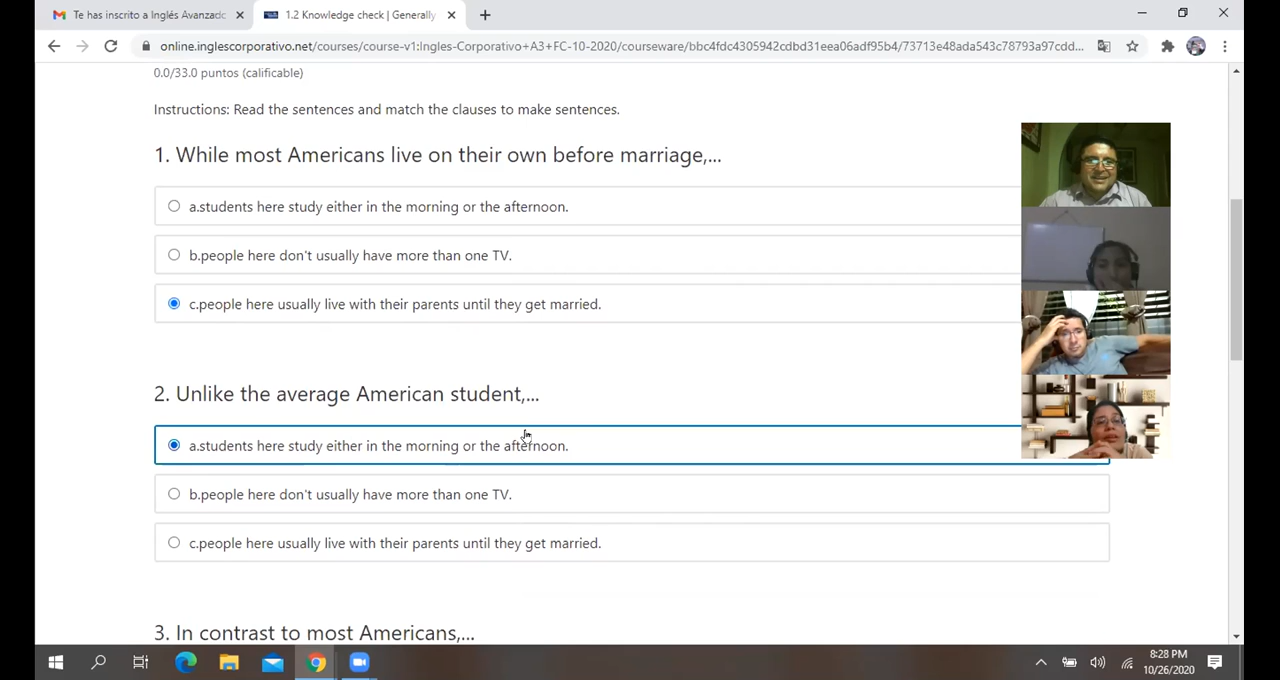 Te has inscrito a Inglés Avanzado
1.2 Knowledge check | Generally
online.inglescorporativo.net/courses/course-v1:Ingles-Corporativo+A3+FC-10-2020/courseware/bbc4fdc4305942cdbd31eea06adf95b4/73713e48ada543c78793a97cdd...
0.0/33.0 puntos (calificable)
Instructions: Read the sentences and match the clauses to make sentences.
1. While most Americans live on their own before marriage,...
a.students here study either in the morning or the afternoon.
b.people here don't usually have more than one TV.
c.people here usually live with their parents until they get married.
2. Unlike the average American student,...
a.students here study either in the morning or the afternoon.
b.people here don't usually have more than one TV.
c.people here usually live with their parents until they get married.
3. In contrast to most Americans,...
8:28 PM
10/26/2020